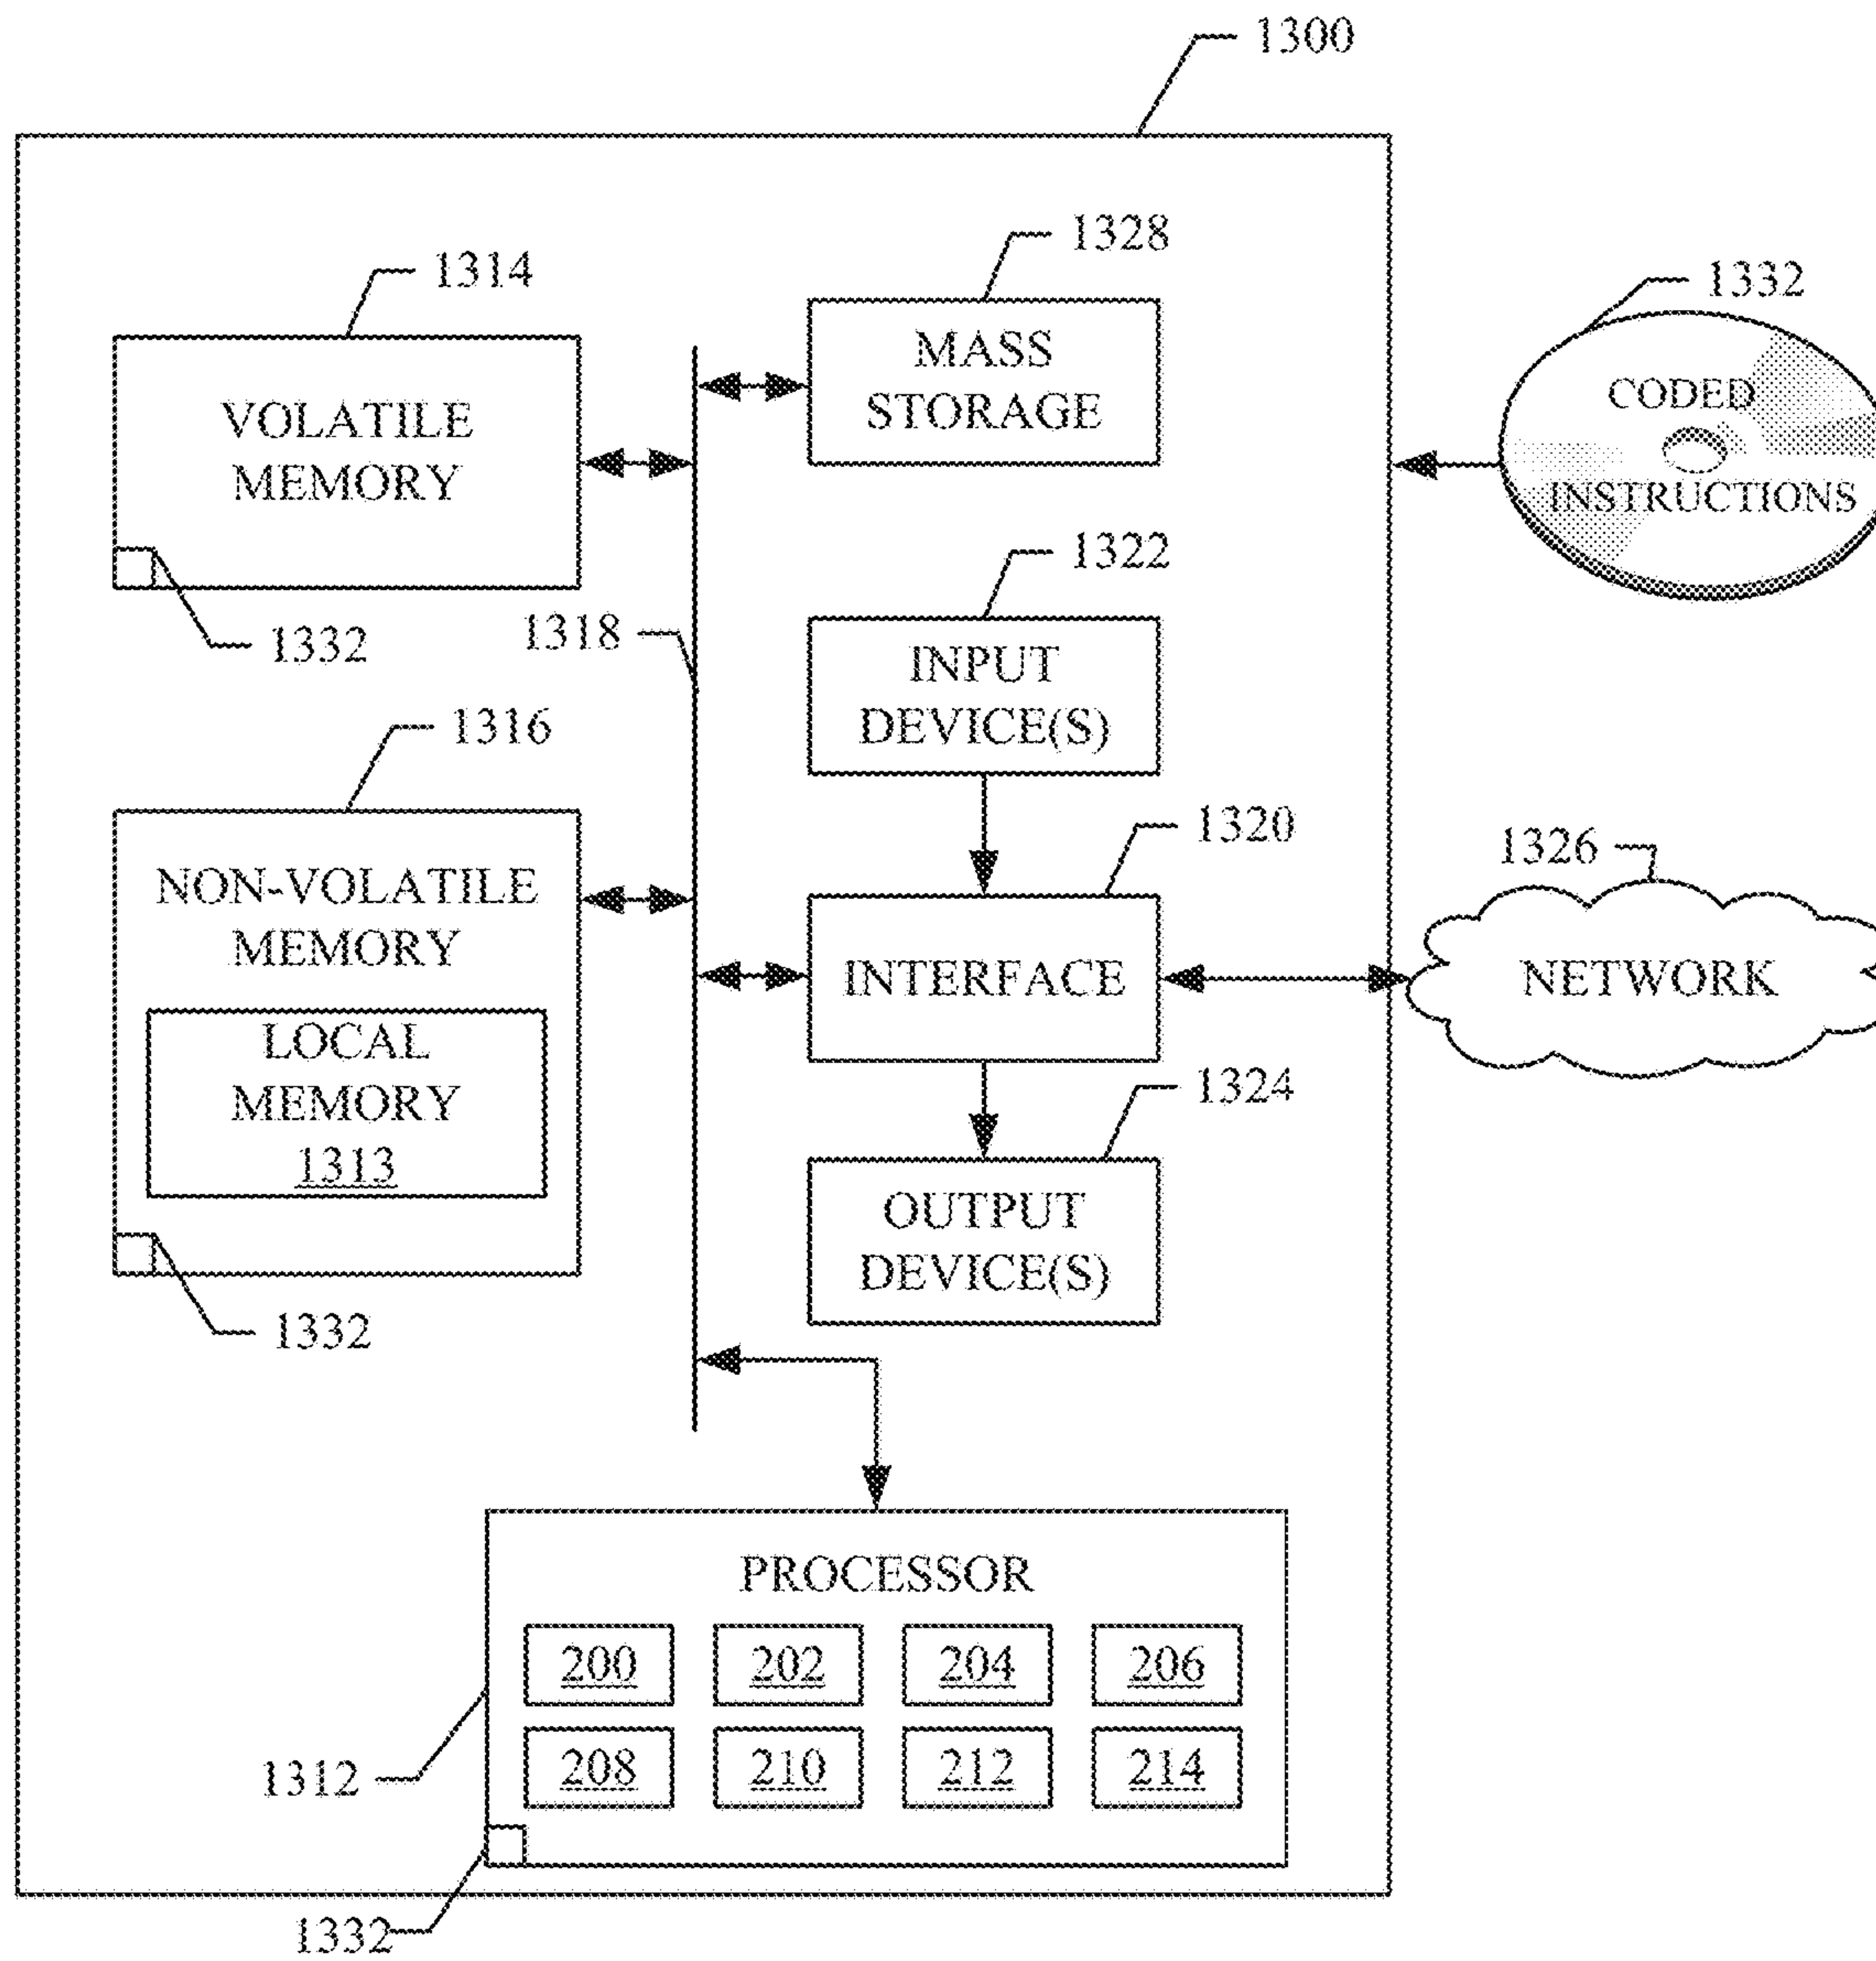 1300
1328
1314
1332
MASS
STORAGE
VOLATILE
MEMORY
CODED
INSTRUCTIONS
1322
1318
1332
INPUT
DEVICE(S)
1316
1320
1326
NON-VOLATILE
MEMORY
INTERFACE
NETWORK
LOCAL
MEMORY
1313
1324
OUTPUT
DEVICE(S)
1332
PROCESSOR
200 202 204 206
208 210 212 214
1312
1332